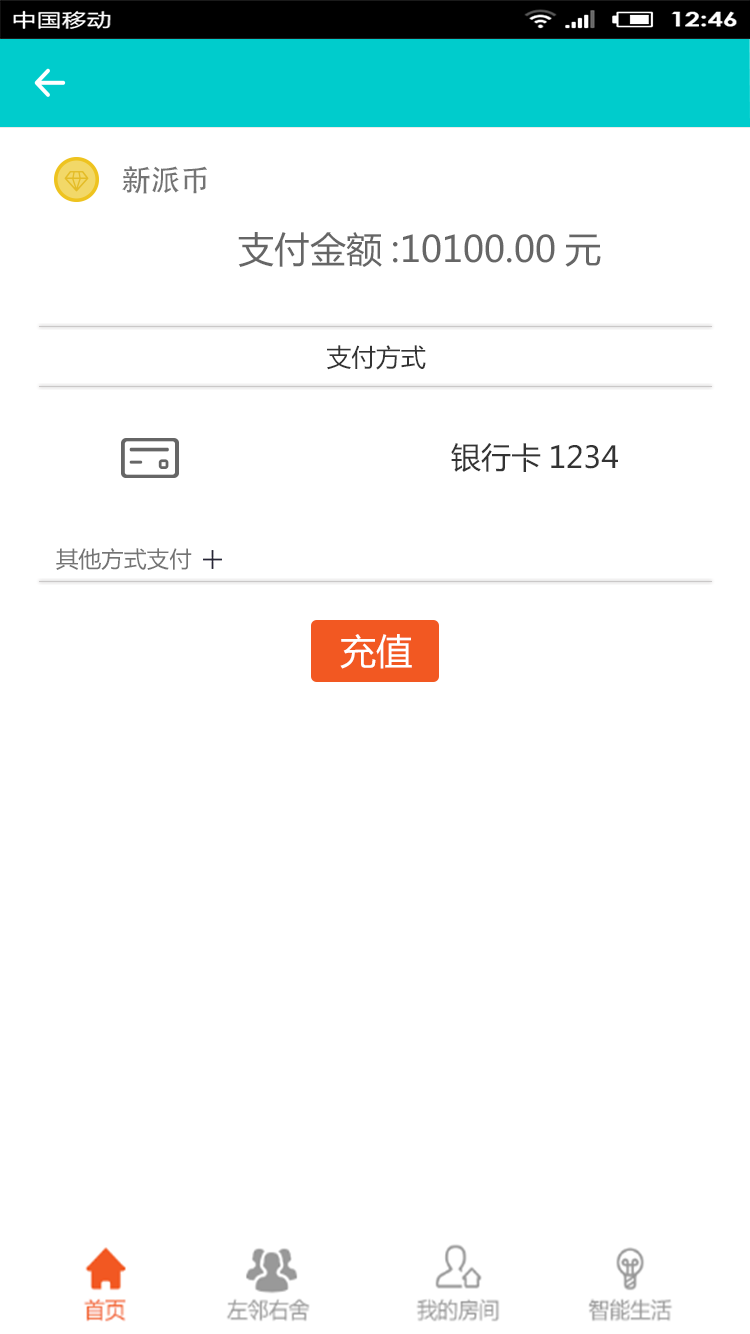 中国移动 12:46
新派币
支付金额:10100.00 元
支付方式
银行卡 1234
其他方式支付 +
充值
首页 左邻右舍 我的房间 智能生活